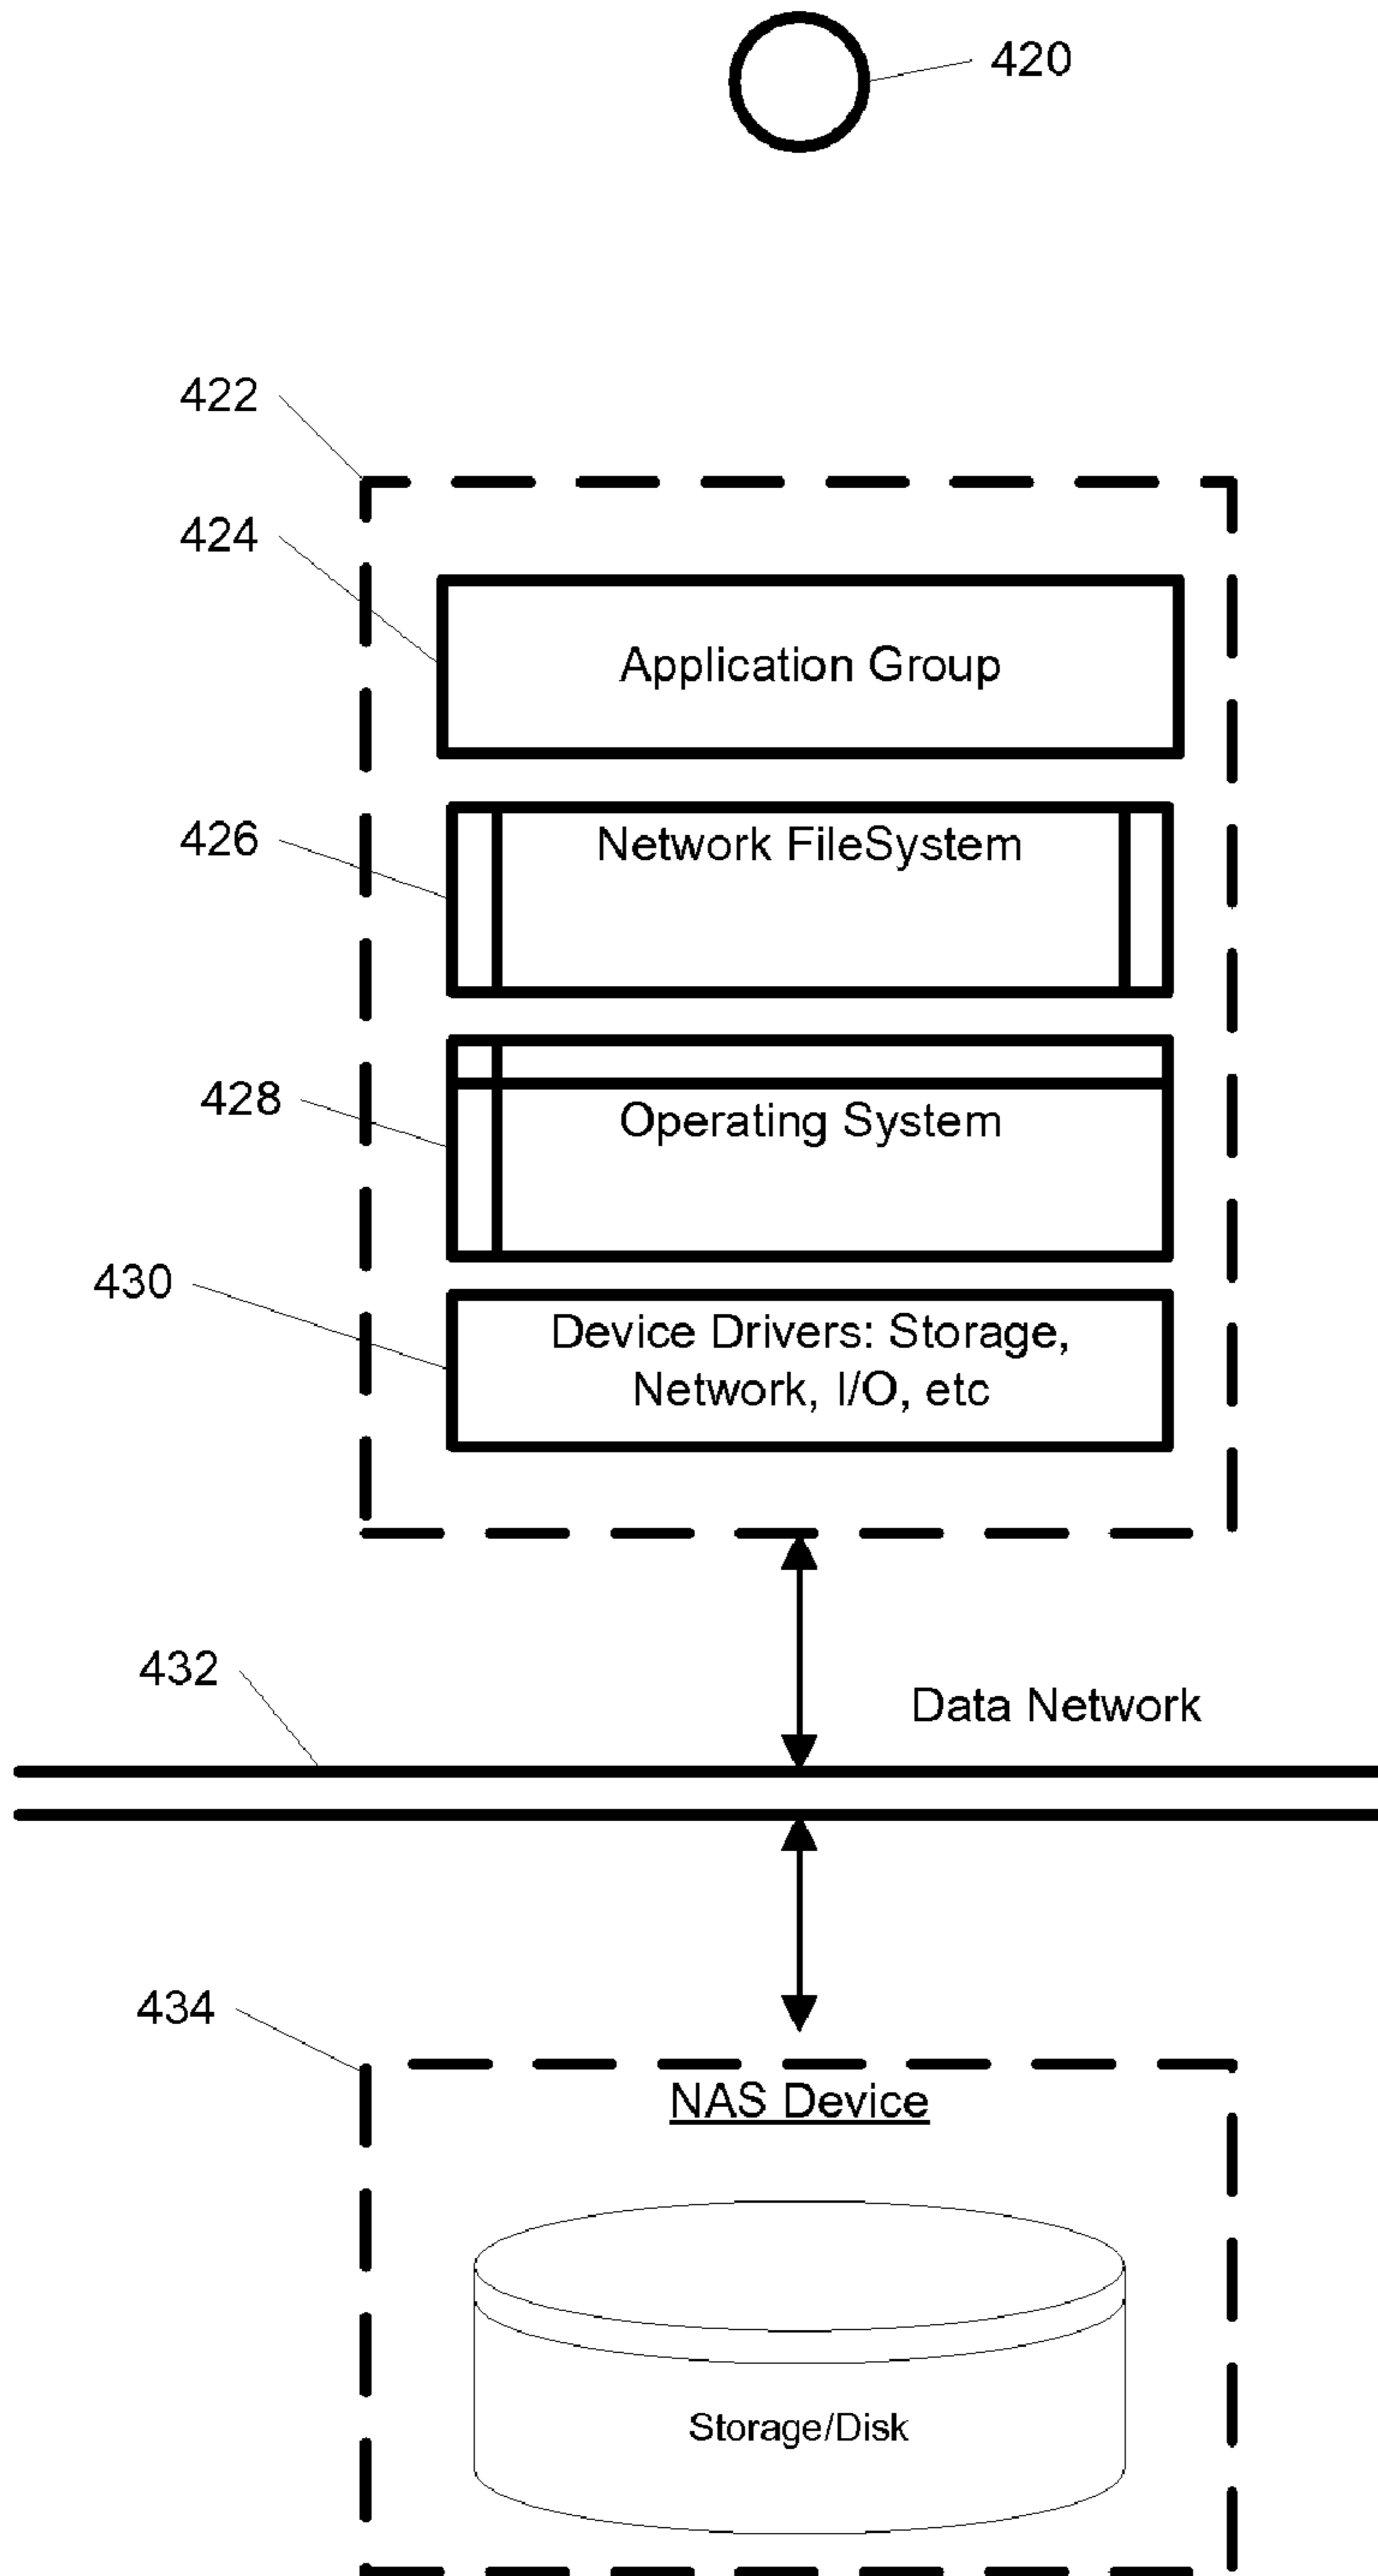 420
422
424
Application Group
426
Network FileSystem
428
Operating System
430
Device Drivers: Storage,
Network, I/O, etc
432
Data Network
434
NAS Device
Storage/Disk